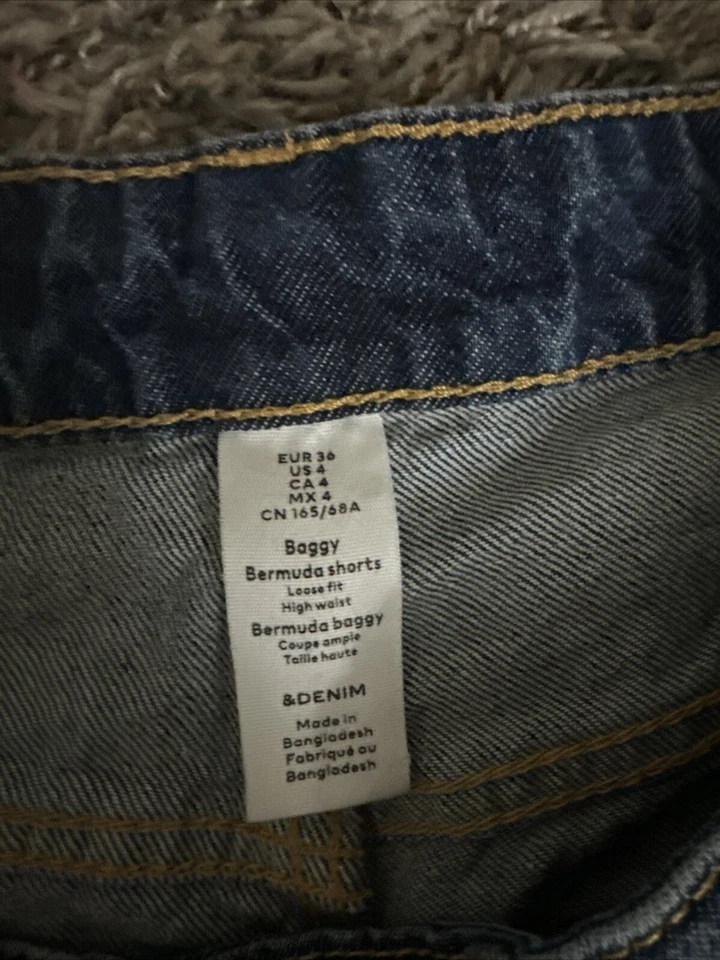 EUR 36
US 4
CA 4
MX 4
CN 165/68A
Baggy
Bermuda shorts
Loose fit
High waist
Bermuda baggy
Coupe ample
Taille haute
&DENIM
Made in
Bangladesh
Fabriqué au
Bangladesh